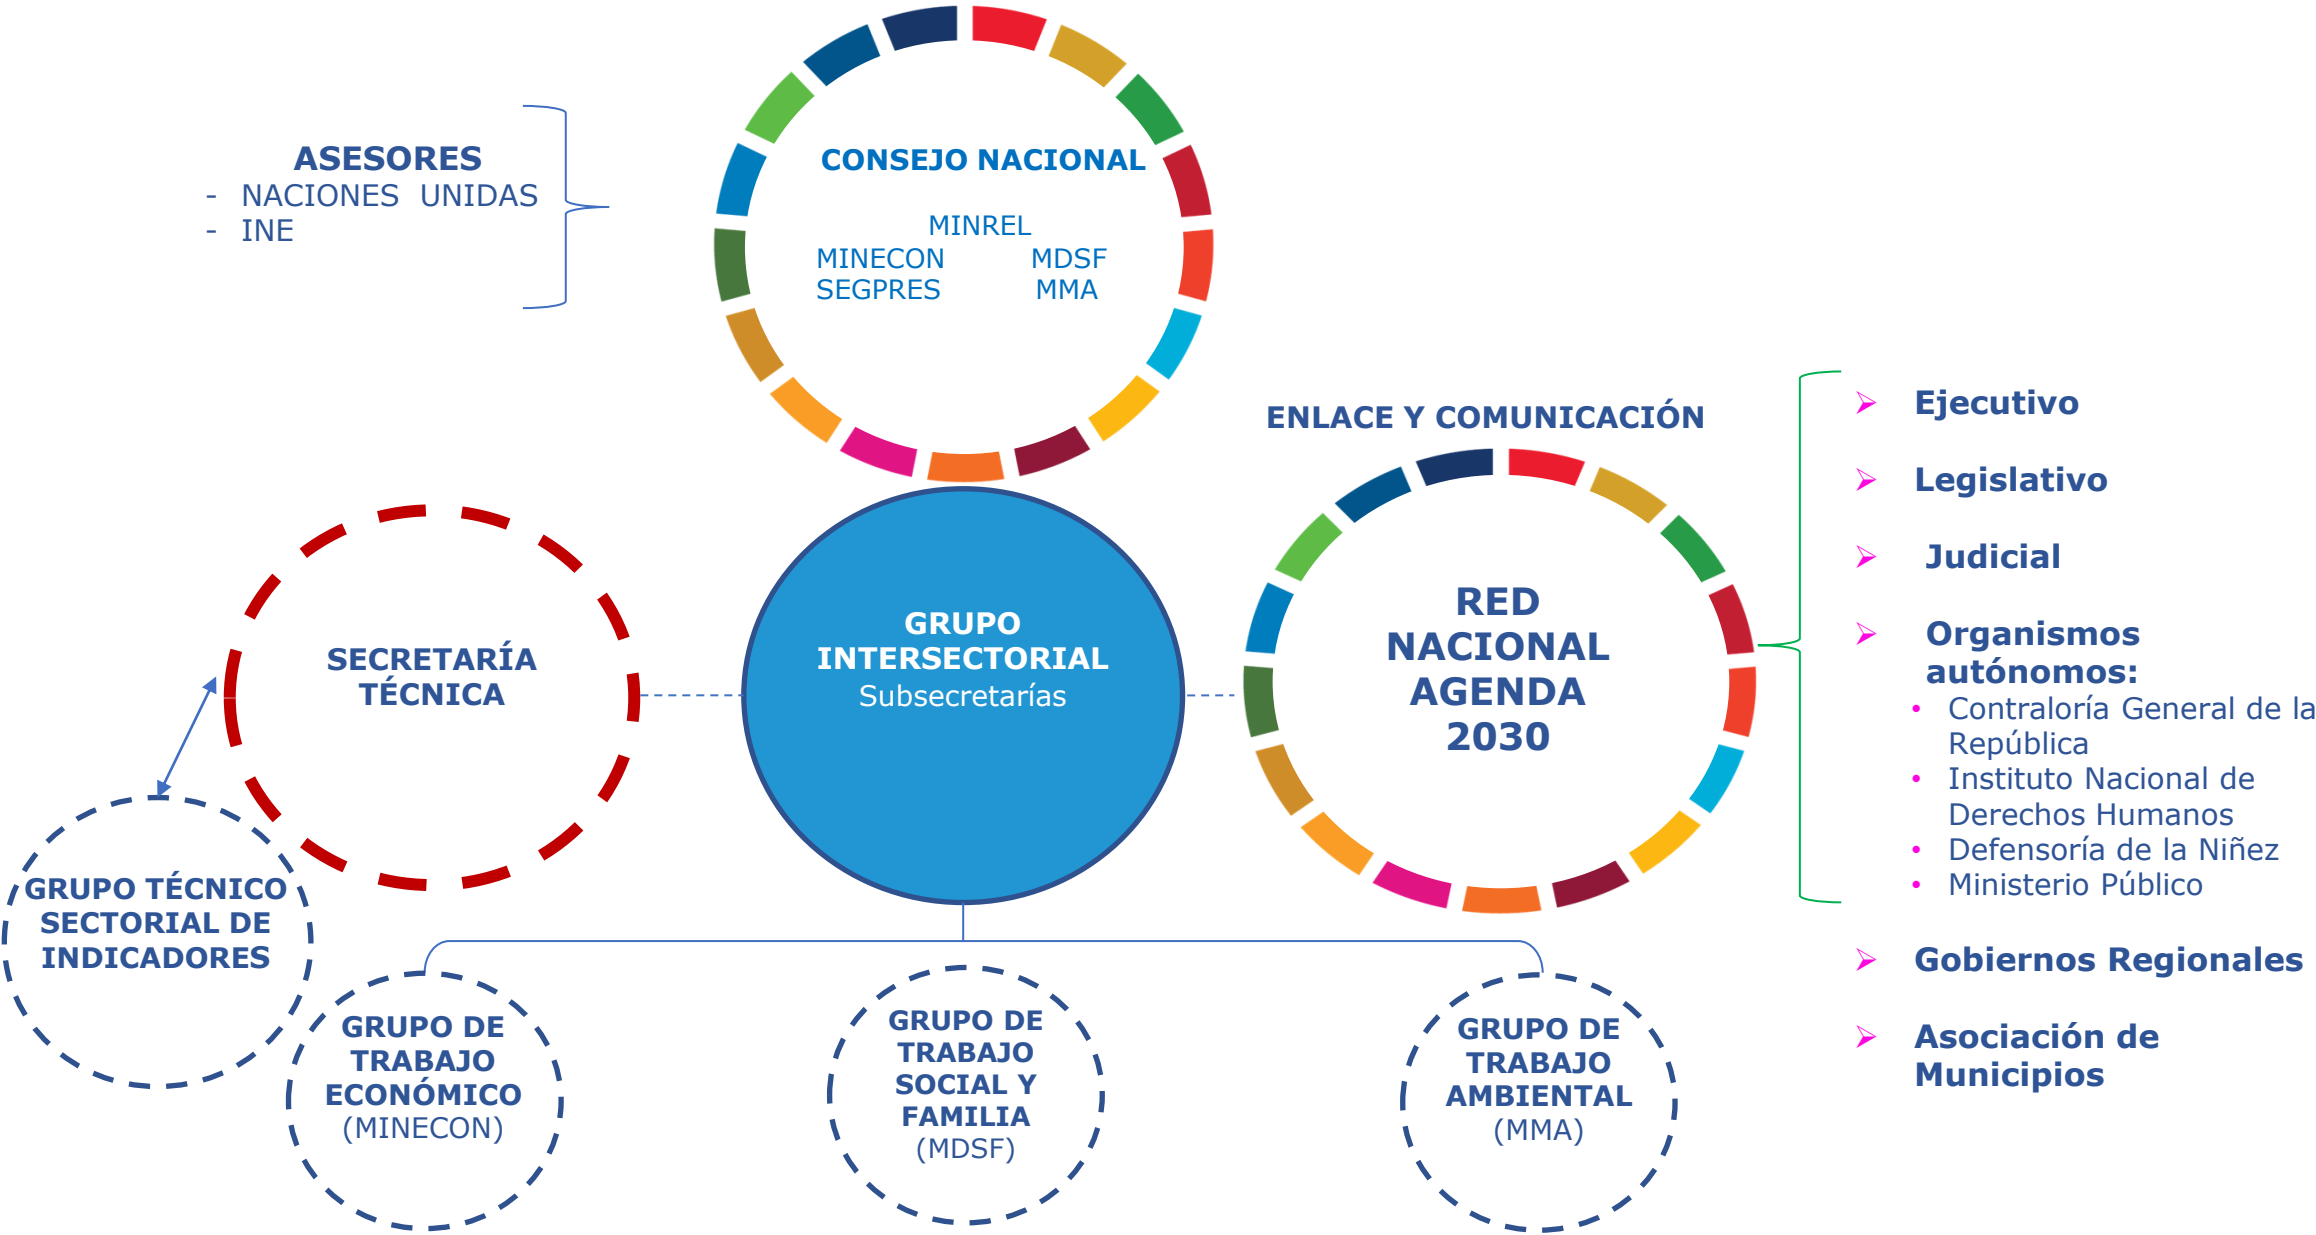 ASESORES
- NACIONES UNIDAS
- INE
CONSEJO NACIONAL
MINREL
MINECON MDSF
SEGPRES MMA
ENLACE Y COMUNICACIÓN
SECRETARÍA
TÉCNICA
GRUPO
INTERSECTORIAL
Subsecretarías
RED
NACIONAL
AGENDA
2030
➢ Ejecutivo
➢ Legislativo
➢ Judicial
➢ Organismos
autónomos:
• Contraloría General de la
República
• Instituto Nacional de
Derechos Humanos
• Defensoría de la Niñez
• Ministerio Público
➢ Gobiernos Regionales
➢ Asociación de
Municipios
GRUPO TÉCNICO
SECTORIAL DE
INDICADORES
GRUPO DE
TRABAJO
ECONÓMICO
(MINECON)
GRUPO DE
TRABAJO
SOCIAL Y
FAMILIA
(MDSF)
GRUPO DE
TRABAJO
AMBIENTAL
(MMA)